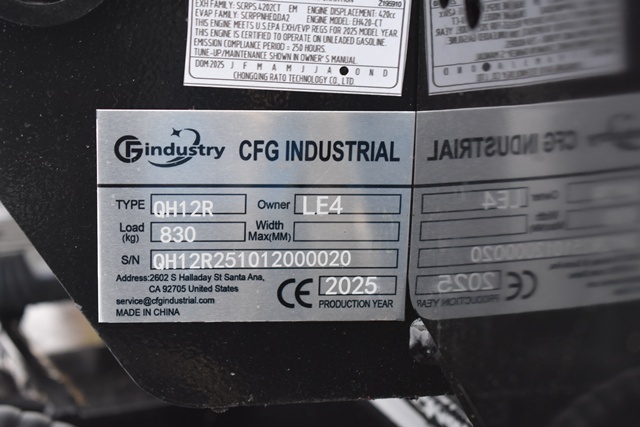 EXH FAMILY: SCRPS.4202CT EM ENGINE DISPLACEMENT: 420cc
EVAP FAMILY: SCRPPNHEQDA2 ENGINE MODEL:
THIS ENGINE MEETS U.S.EPA EXH/EVP REGS FOR 2025 MODEL YEAR.
THIS ENGINE IS CERTIFIED TO OPERATE ON UNLEADED GASOLINE.
EMISSION COMPLIANCE PERIOD = 250 HOURS.
TUNE-UP/MAINTENANCE SHOWN IN OWNER'S MANUAL.
DOM 2025 J F M A M J J A O N D
CHONGQING RATO TECHNOLOGY CO., LTD
CFG industry CFG INDUSTRIAL
TYPE QH12R Owner LE4
Load (kg) 830 Width Max(MM)
S/N QH12R251012000020
Address:2602 S Halladay St Santa Ana,
CA 92705 United States
service@cfgindustrial.com
MADE IN CHINA
CE 2025
PRODUCTION YEAR